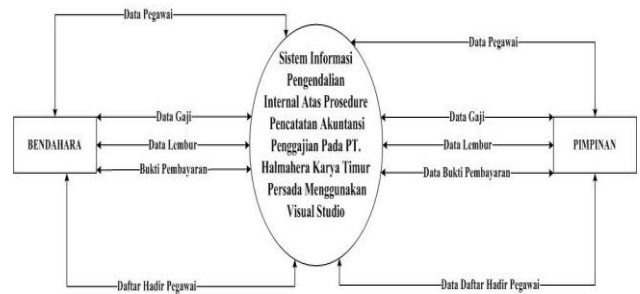 Data Pegawai
Data Pegawai
Sistem Informasi
Pengendalian
Internal Atas Prosedure
Pencatatan Akuntansi
Penggajian Pada PT.
Halmahera Karya Timur
Persada Menggunakan
Visual Studio
BENDAHARA
Data Gaji
Data Lembur
Bukti Pembayaran
Data Gaji
Data Lembur
Data Bukti Pembayaran
PIMPINAN
Daftar Hadir Pegawai
Data Daftar Hadir Pegawai